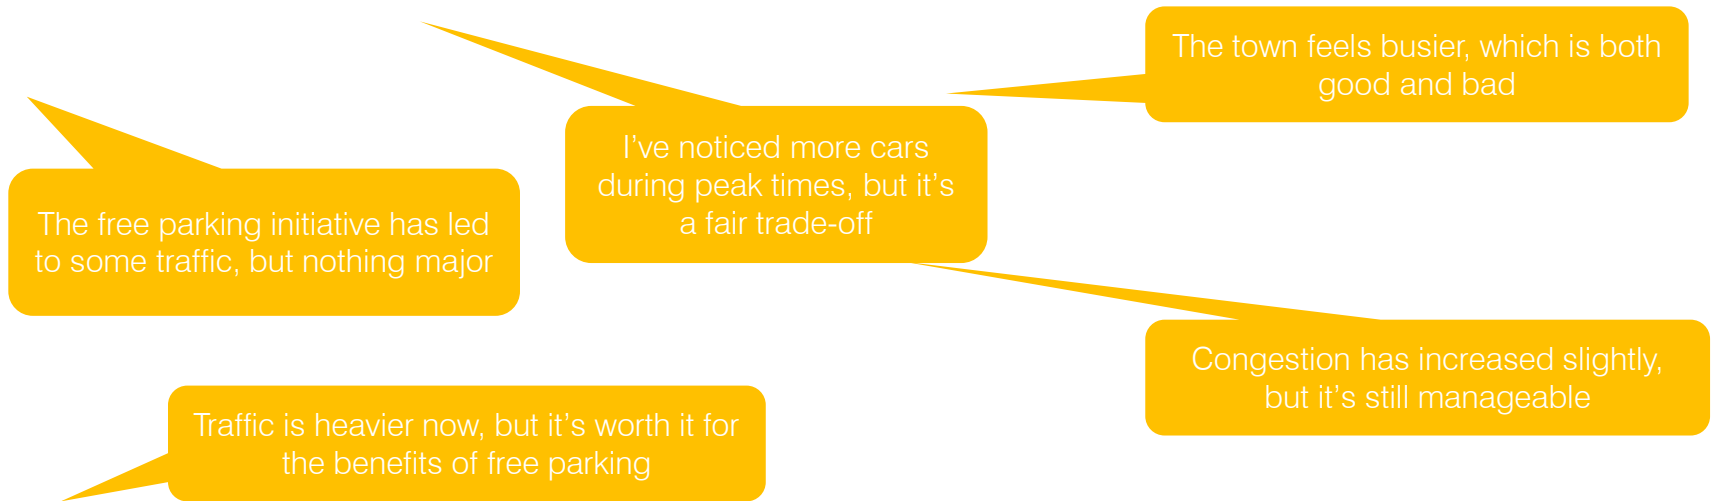 The town feels busier, which is both
good and bad
I’ve noticed more cars
during peak times, but it’s
a fair trade-off
The free parking initiative has led
to some traffic, but nothing major
Congestion has increased slightly,
but it’s still manageable
Traffic is heavier now, but it’s worth it for
the benefits of free parking